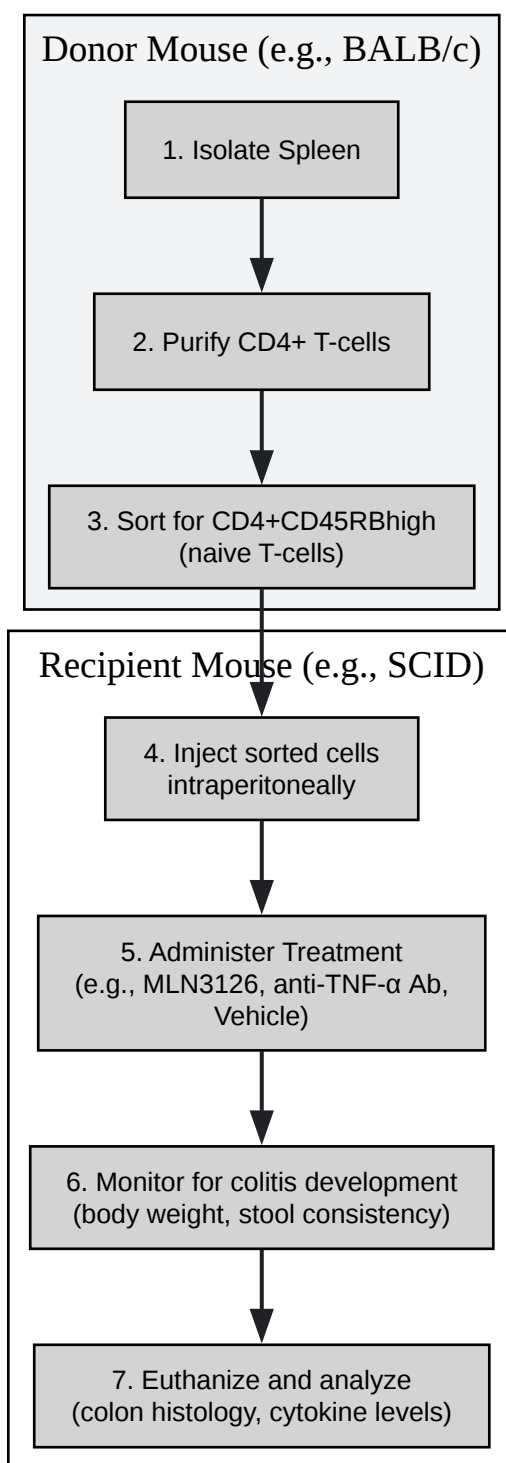 Donor Mouse (e.g., BALB/c)
1. Isolate Spleen
2. Purify CD4+ T-cells
3. Sort for CD4+CD45RBhigh
(naive T-cells)
Recipient Mouse (e.g., SCID)
4. Inject sorted cells
intraperitoneally
5. Administer Treatment
(e.g., MLN3126, anti-TNF-α Ab,
Vehicle)
6. Monitor for colitis development
(body weight, stool consistency)
7. Euthanize and analyze
(colon histology, cytokine levels)